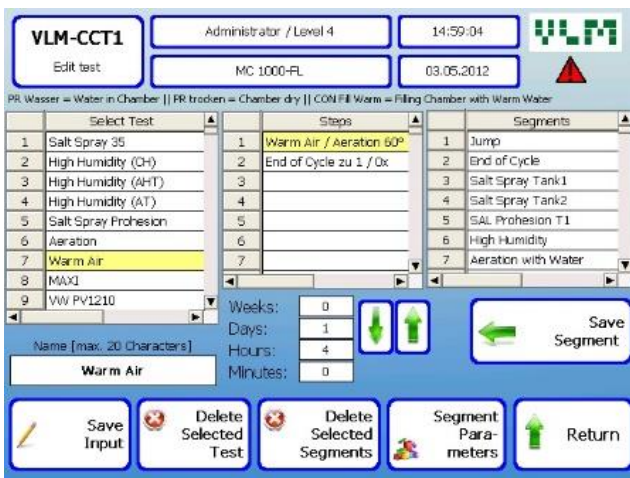 VLM-CCT1
Edit test
Administrator / Level 4
14:59:04
VLM
MC 1000-FL
03.05.2012
PR Wasser = Water in Chamber || PR trocken = Chamber dry || CON Fill Warm = Filling Chamber with Warm Water
Select Test
1 Salt Spray 35
2 High Humidity (CH)
3 High Humidity (AHT)
4 High Humidity (AT)
5 Salt Spray Prohesion
6 Aeration
7 Warm Air
8 MAXI
9 VW PV1210
Steps
1 Warm Air / Aeration 60º
2 End of Cycle zu 1 / 0x
3
4
5
6
7
Segments
1 Jump
2 End of Cycle
3 Salt Spray Tank1
4 Salt Spray Tank2
5 SAL Prohesion T1
6 High Humidity
7 Aeration with Water
Name [max. 20 Characters]
Warm Air
Weeks: 0
Days: 1
Hours: 4
Minutes: 0
Save
Segment
Save
Input
Delete
Selected
Test
Delete
Selected
Segments
Segment
Para-
meters
Return